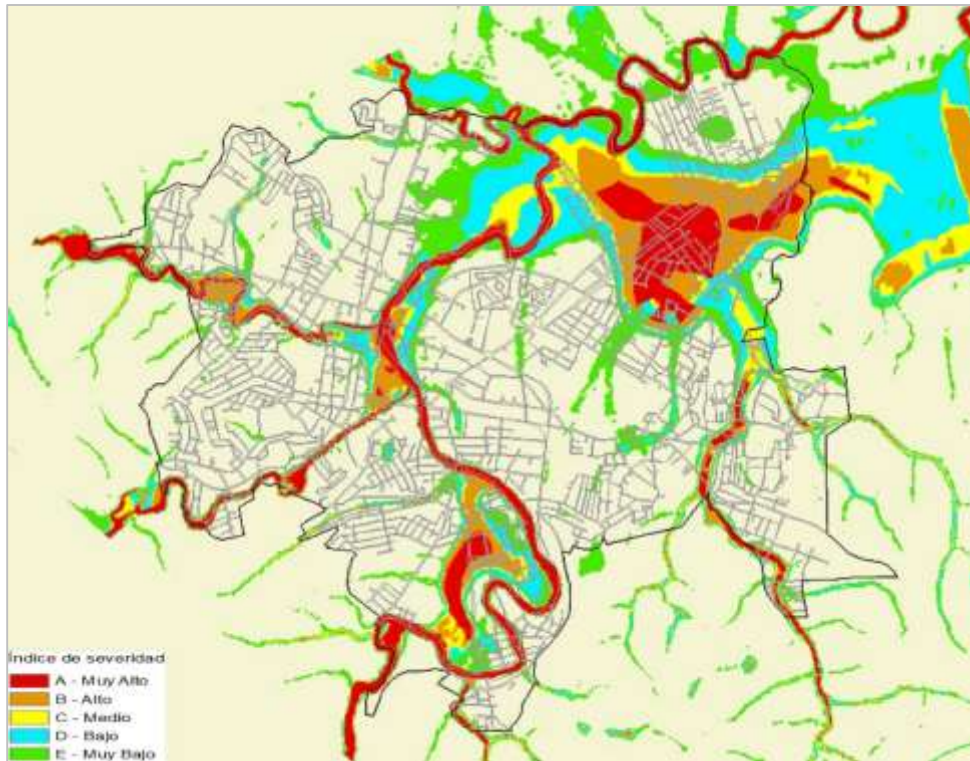 Índice de severidad
A - Muy Alto
B - Alto
C - Medio
D - Bajo
E - Muy Bajo